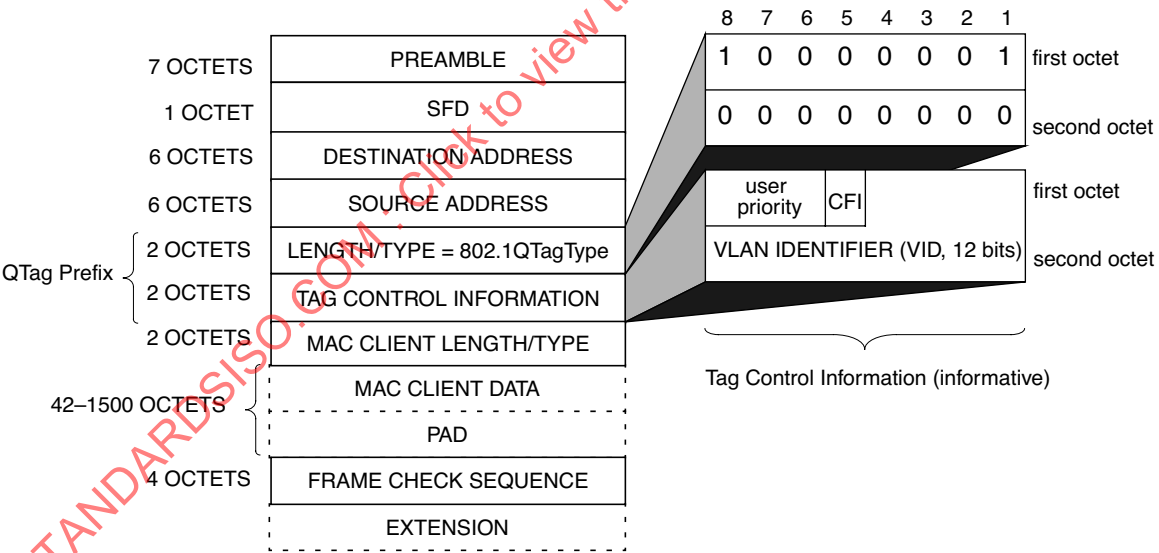 8 7 6 5 4 3 2 1
7 OCTETS PREAMBLE 1 0 0 0 0 0 0 1 first octet
1 OCTET SFD 0 0 0 0 0 0 0 0 second octet
6 OCTETS DESTINATION ADDRESS
6 OCTETS SOURCE ADDRESS user priority CFI first octet
QTag Prefix
2 OCTETS LENGTH/TYPE = 802.1QTagType VLAN IDENTIFIER (VID, 12 bits) second octet
2 OCTETS TAG CONTROL INFORMATION
2 OCTETS MAC CLIENT LENGTH/TYPE
Tag Control Information (informative)
42–1500 OCTETS MAC CLIENT DATA
PAD
4 OCTETS FRAME CHECK SEQUENCE
EXTENSION
TANDARDSISO.COM : Click to view